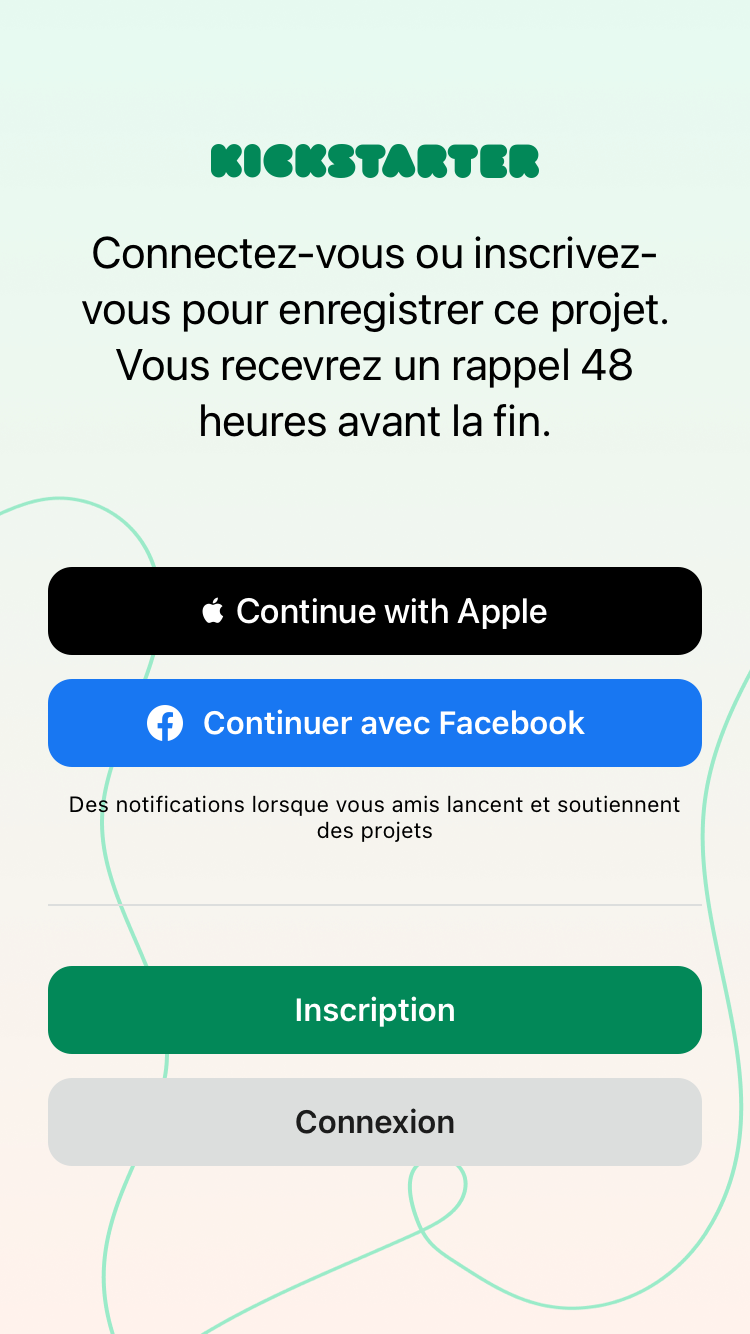 KICKSTARTER
Connectez-vous ou inscrivez-
vous pour enregistrer ce projet.
Vous recevrez un rappel 48
heures avant la fin.
Continue with Apple
Continuer avec Facebook
Des notifications lorsque vous amis lancent et soutiennent
des projets
Inscription
Connexion